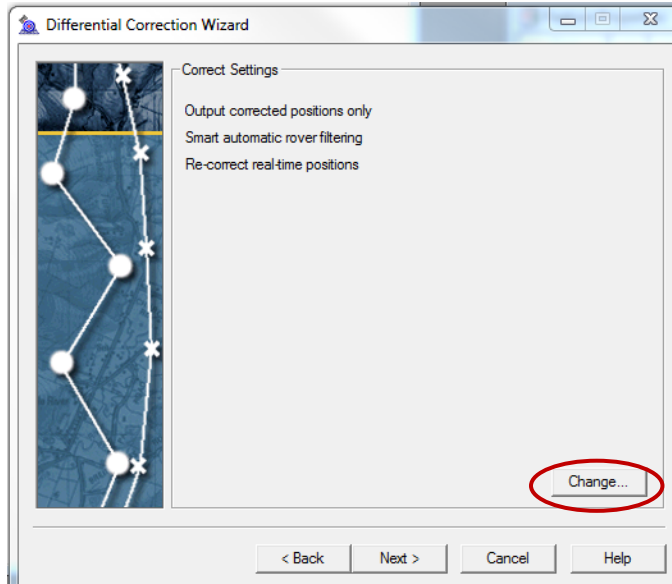 Differential Correction Wizard
Correct Settings
Output corrected positions only
Smart automatic rover filtering
Re-correct real-time positions
Change...
< Back Next > Cancel Help